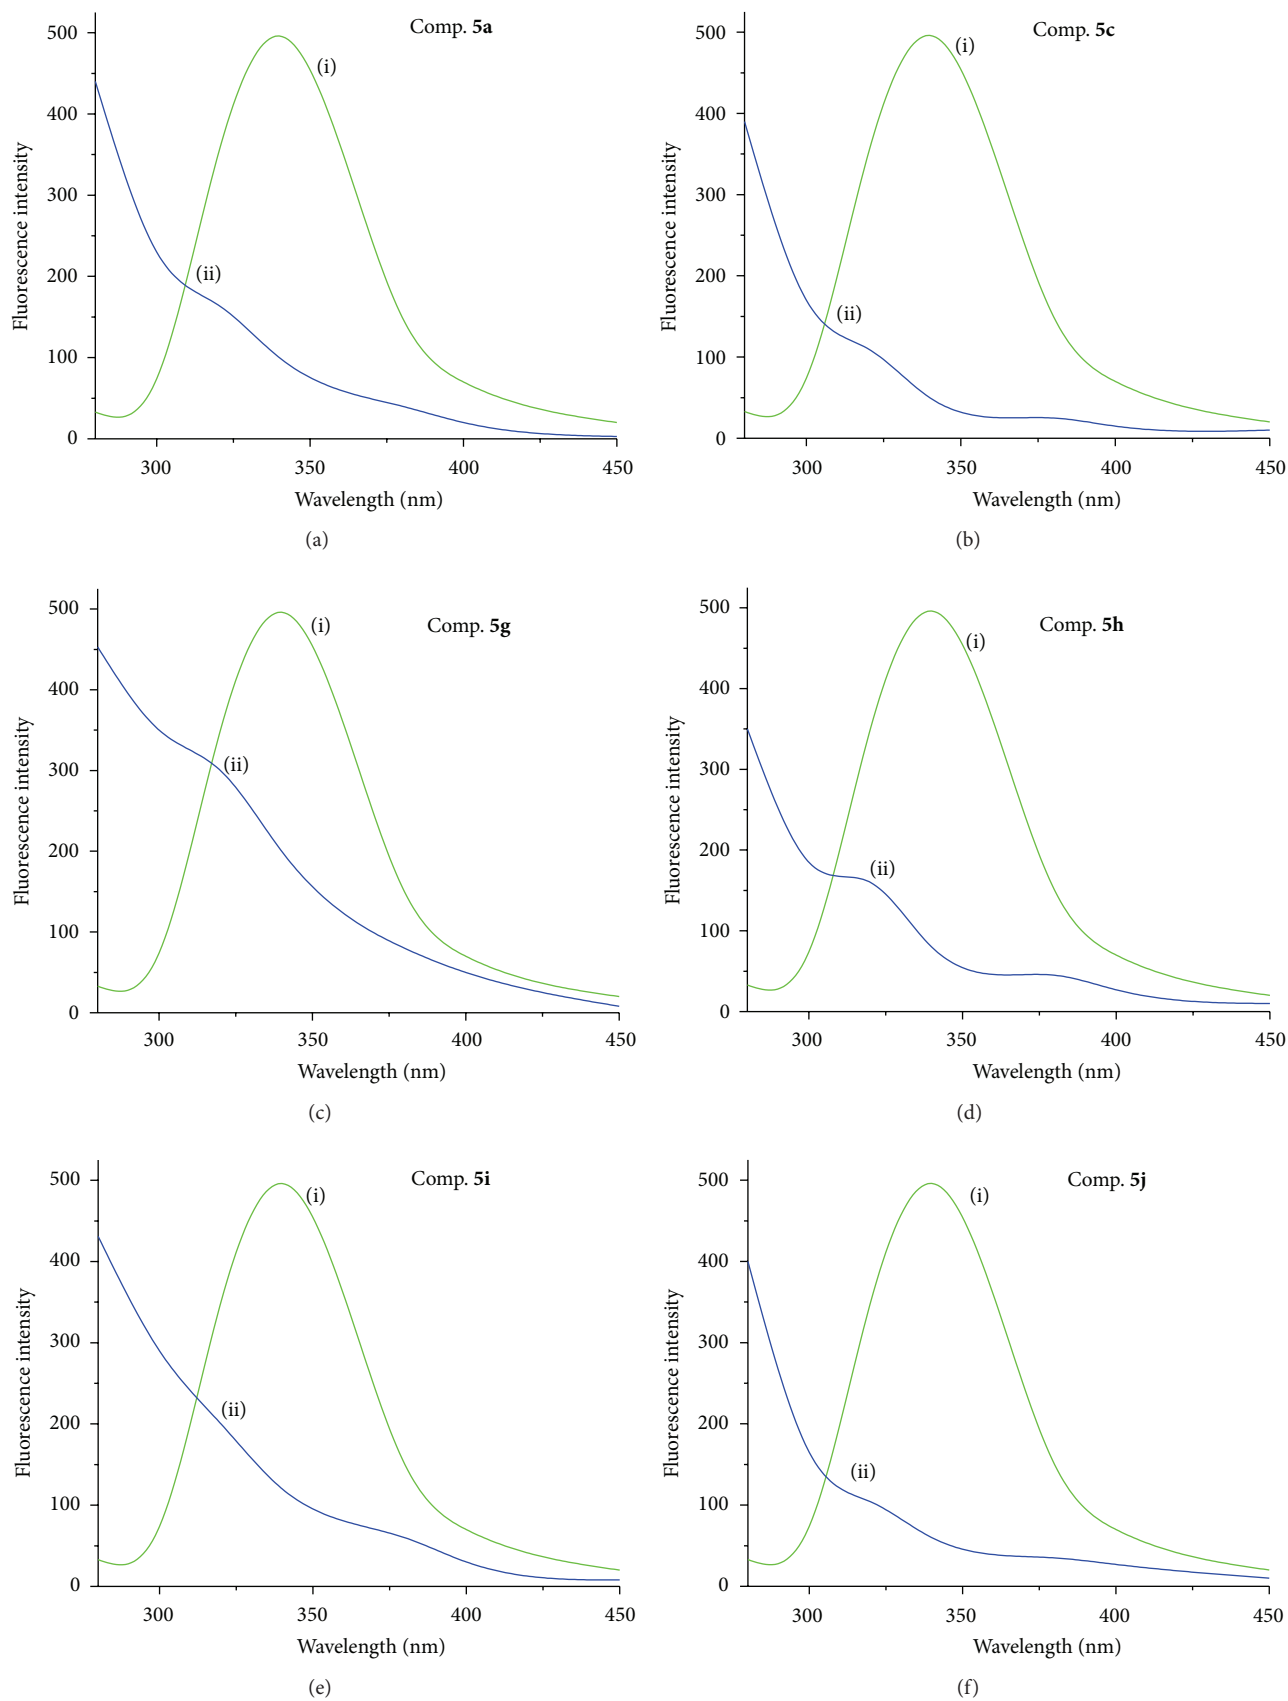 Comp. 5a
(i)
(ii)
500
400
300
200
100
0
Fluorescence intensity
300 350 400 450
Wavelength (nm)
(a)
Comp. 5c
(i)
(ii)
500
400
300
200
100
0
Fluorescence intensity
300 350 400 450
Wavelength (nm)
(b)
Comp. 5g
(i)
(ii)
500
400
300
200
100
0
Fluorescence intensity
300 350 400 450
Wavelength (nm)
(c)
Comp. 5h
(i)
(ii)
500
400
300
200
100
0
Fluorescence intensity
300 350 400 450
Wavelength (nm)
(d)
Comp. 5i
(i)
(ii)
500
400
300
200
100
0
Fluorescence intensity
300 350 400 450
Wavelength (nm)
(e)
Comp. 5j
(i)
(ii)
500
400
300
200
100
0
Fluorescence intensity
300 350 400 450
Wavelength (nm)
(f)